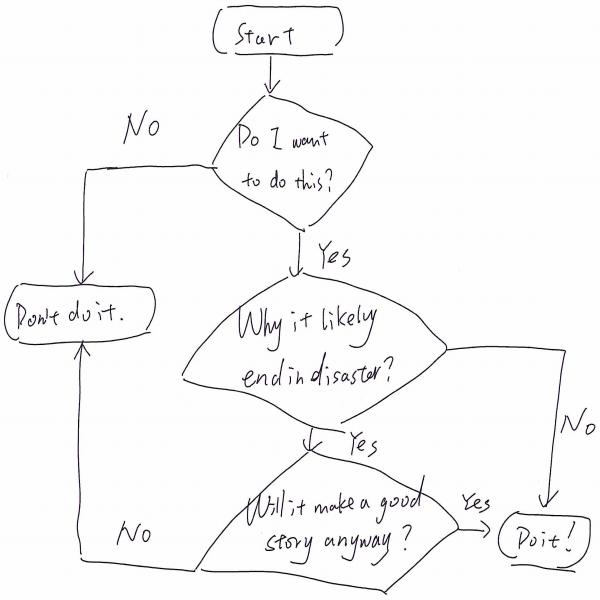 Start
No
Do I want
to do this?
Yes
Don't do it.
Why it likely
end in disaster?
No
Yes
Will it make a good
story anyway?
Yes
No
Do it!